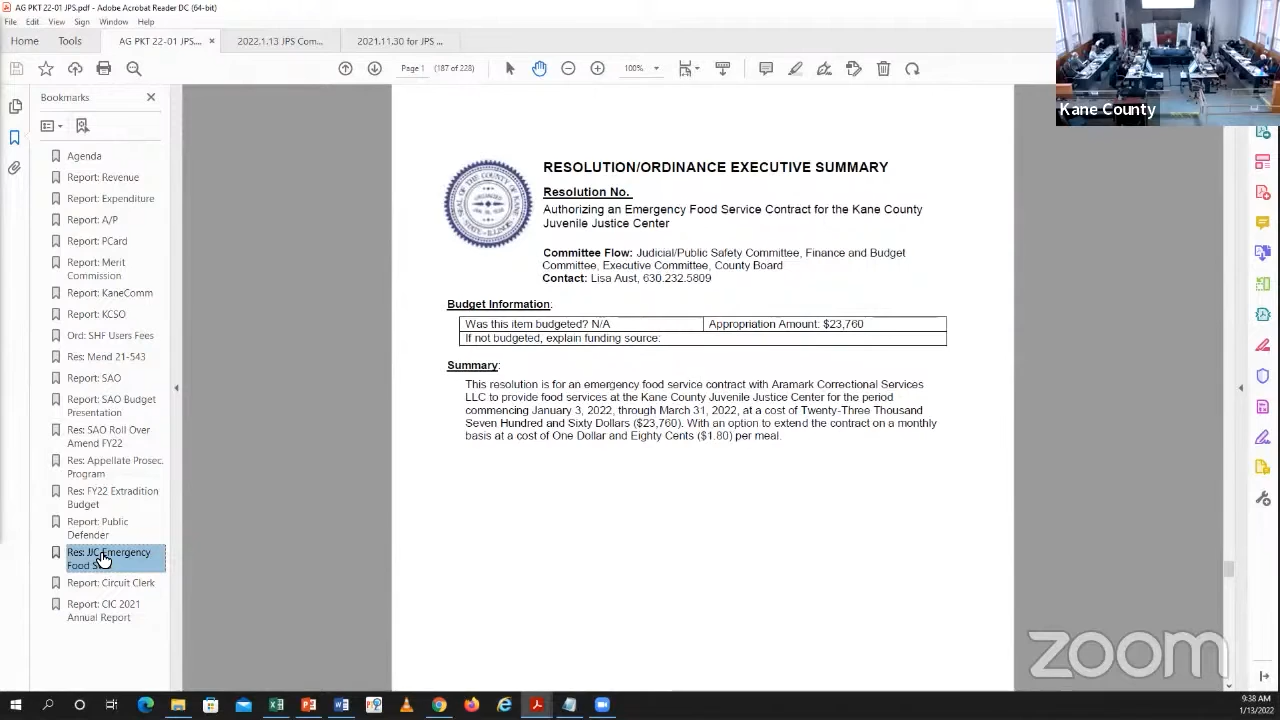 AG PKT 22-01 JPS.pdf - Adobe Acrobat Reader DC (64-bit)
File Edit View Sign Window Help
Home Tools AG PKT 22-01 JPS.... × 2022.1.13 JPS Com... 2021.11.30 for JPS ...
Page 1 (187 of 228) 100%
Kane County
Bookmarks
Agenda
Report: Revenue
Report: Expenditure
Report: A/P
Report: PCard
Report: Merit
Commission
Report: KaneComm
Report: KCSO
Ord: SHF Users Fees
Res: Mend 21-543
Report: SAO
Report: SAO Budget
Presentation
Res: SAO Roll Over
Amend FY22
Res: Appellate Prosec.
Program
Res: FY22 Extradition
Budget
Report: Public
Defender
Res: JJC Emergency
Food S
Report: Circuit Clerk
Report: CIC 2021
Annual Report
RESOLUTION/ORDINANCE EXECUTIVE SUMMARY
Resolution No.
Authorizing an Emergency Food Service Contract for the Kane County
Juvenile Justice Center
Committee Flow: Judicial/Public Safety Committee, Finance and Budget
Committee, Executive Committee, County Board
Contact: Lisa Aust, 630.232.5809
Budget Information:
Was this item budgeted? N/A Appropriation Amount: $23,760
If not budgeted, explain funding source:
Summary:
This resolution is for an emergency food service contract with Aramark Correctional Services
LLC to provide food services at the Kane County Juvenile Justice Center for the period
commencing January 3, 2022, through March 31, 2022, at a cost of Twenty-Three Thousand
Seven Hundred and Sixty Dollars ($23,760). With an option to extend the contract on a monthly
basis at a cost of One Dollar and Eighty Cents ($1.80) per meal.
zoom
9:38 AM
1/13/2022